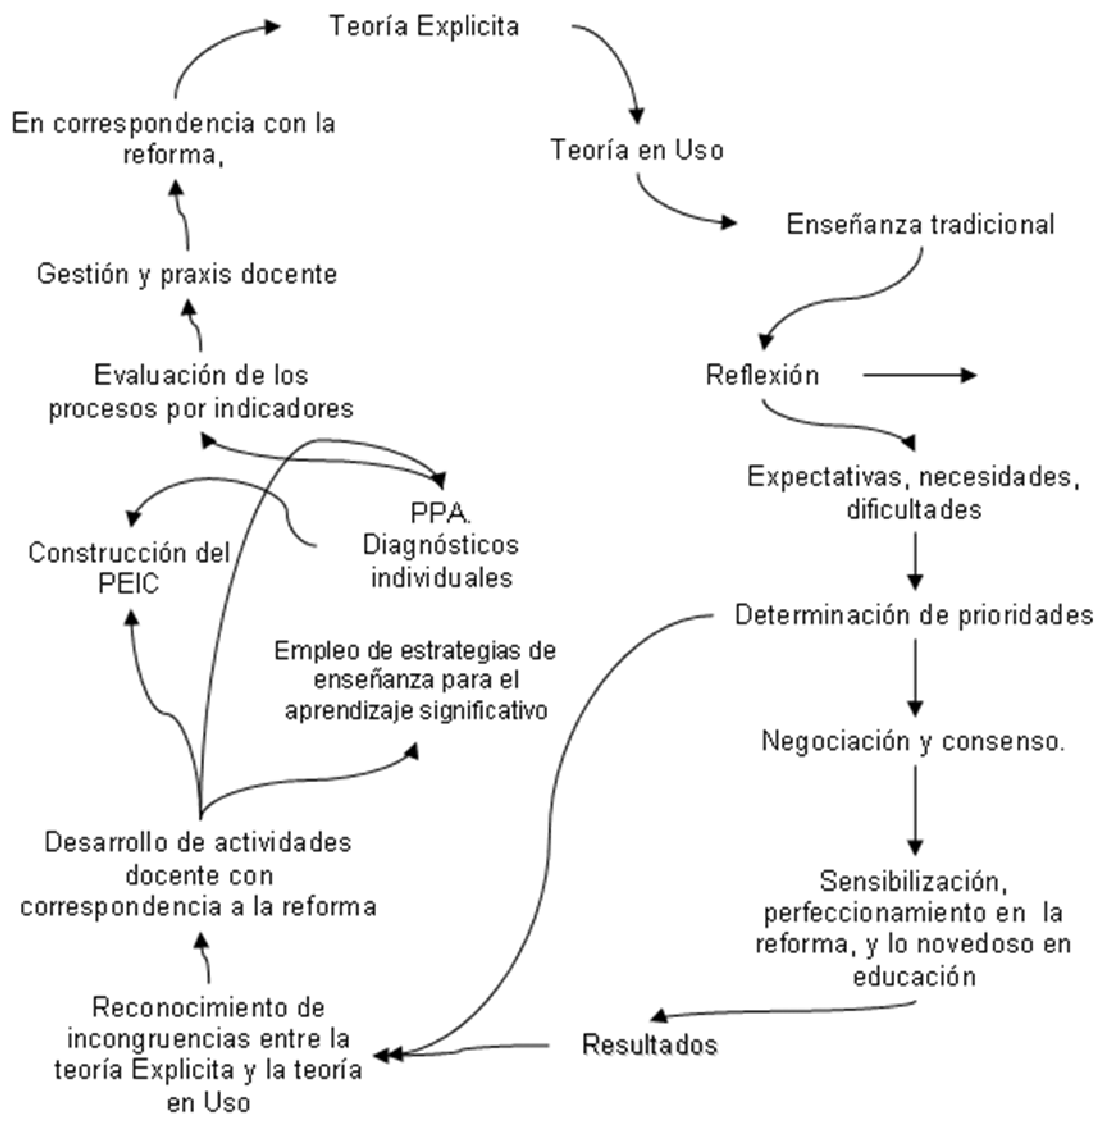 Teoría Explicita
En correspondencia con la
reforma,
Teoría en Uso
Enseñanza tradicional
Gestión y praxis docente
Evaluación de los
procesos por indicadores
Reflexión
Expectativas, necesidades,
dificultades
PPA.
Diagnósticos
individuales
Construcción del
PEIC
Determinación de prioridades
Empleo de estrategias de
enseñanza para el
aprendizaje significativo
Negociación y consenso.
Desarrollo de actividades
docente con
correspondencia a la reforma
Sensibilización,
perfeccionamiento en la
reforma, y lo novedoso en
educación
Reconocimiento de
incongruencias entre la
teoría Explicita y la teoría
en Uso
Resultados